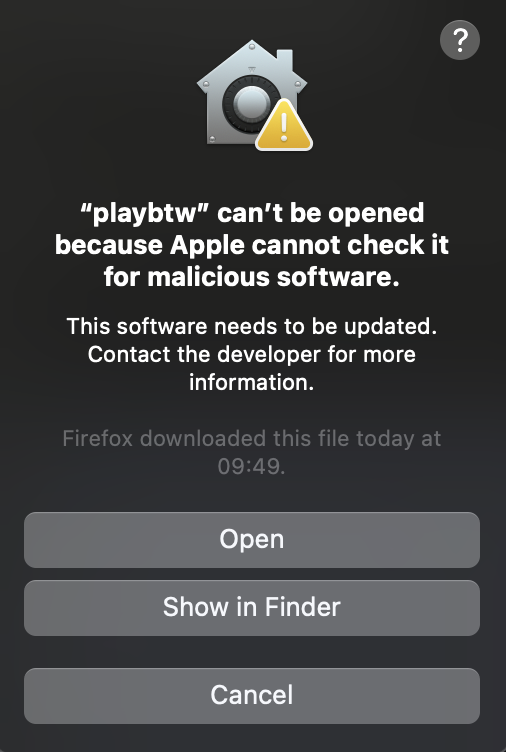 ?
“playbtw” can’t be opened
because Apple cannot check it
for malicious software.
This software needs to be updated.
Contact the developer for more
information.
Firefox downloaded this file today at
09:49.
Open
Show in Finder
Cancel